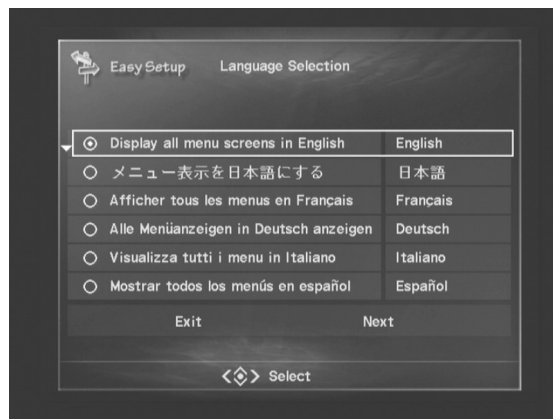 Easy Setup Language Selection
Display all menu screens in English English
メニュー表示を日本語にする 日本語
Afficher tous les menus en Français Français
Alle Menüanzeigen in Deutsch anzeigen Deutsch
Visualizza tutti i menu in Italiano Italiano
Mostrar todos los menús en español Español
Exit Next
Select